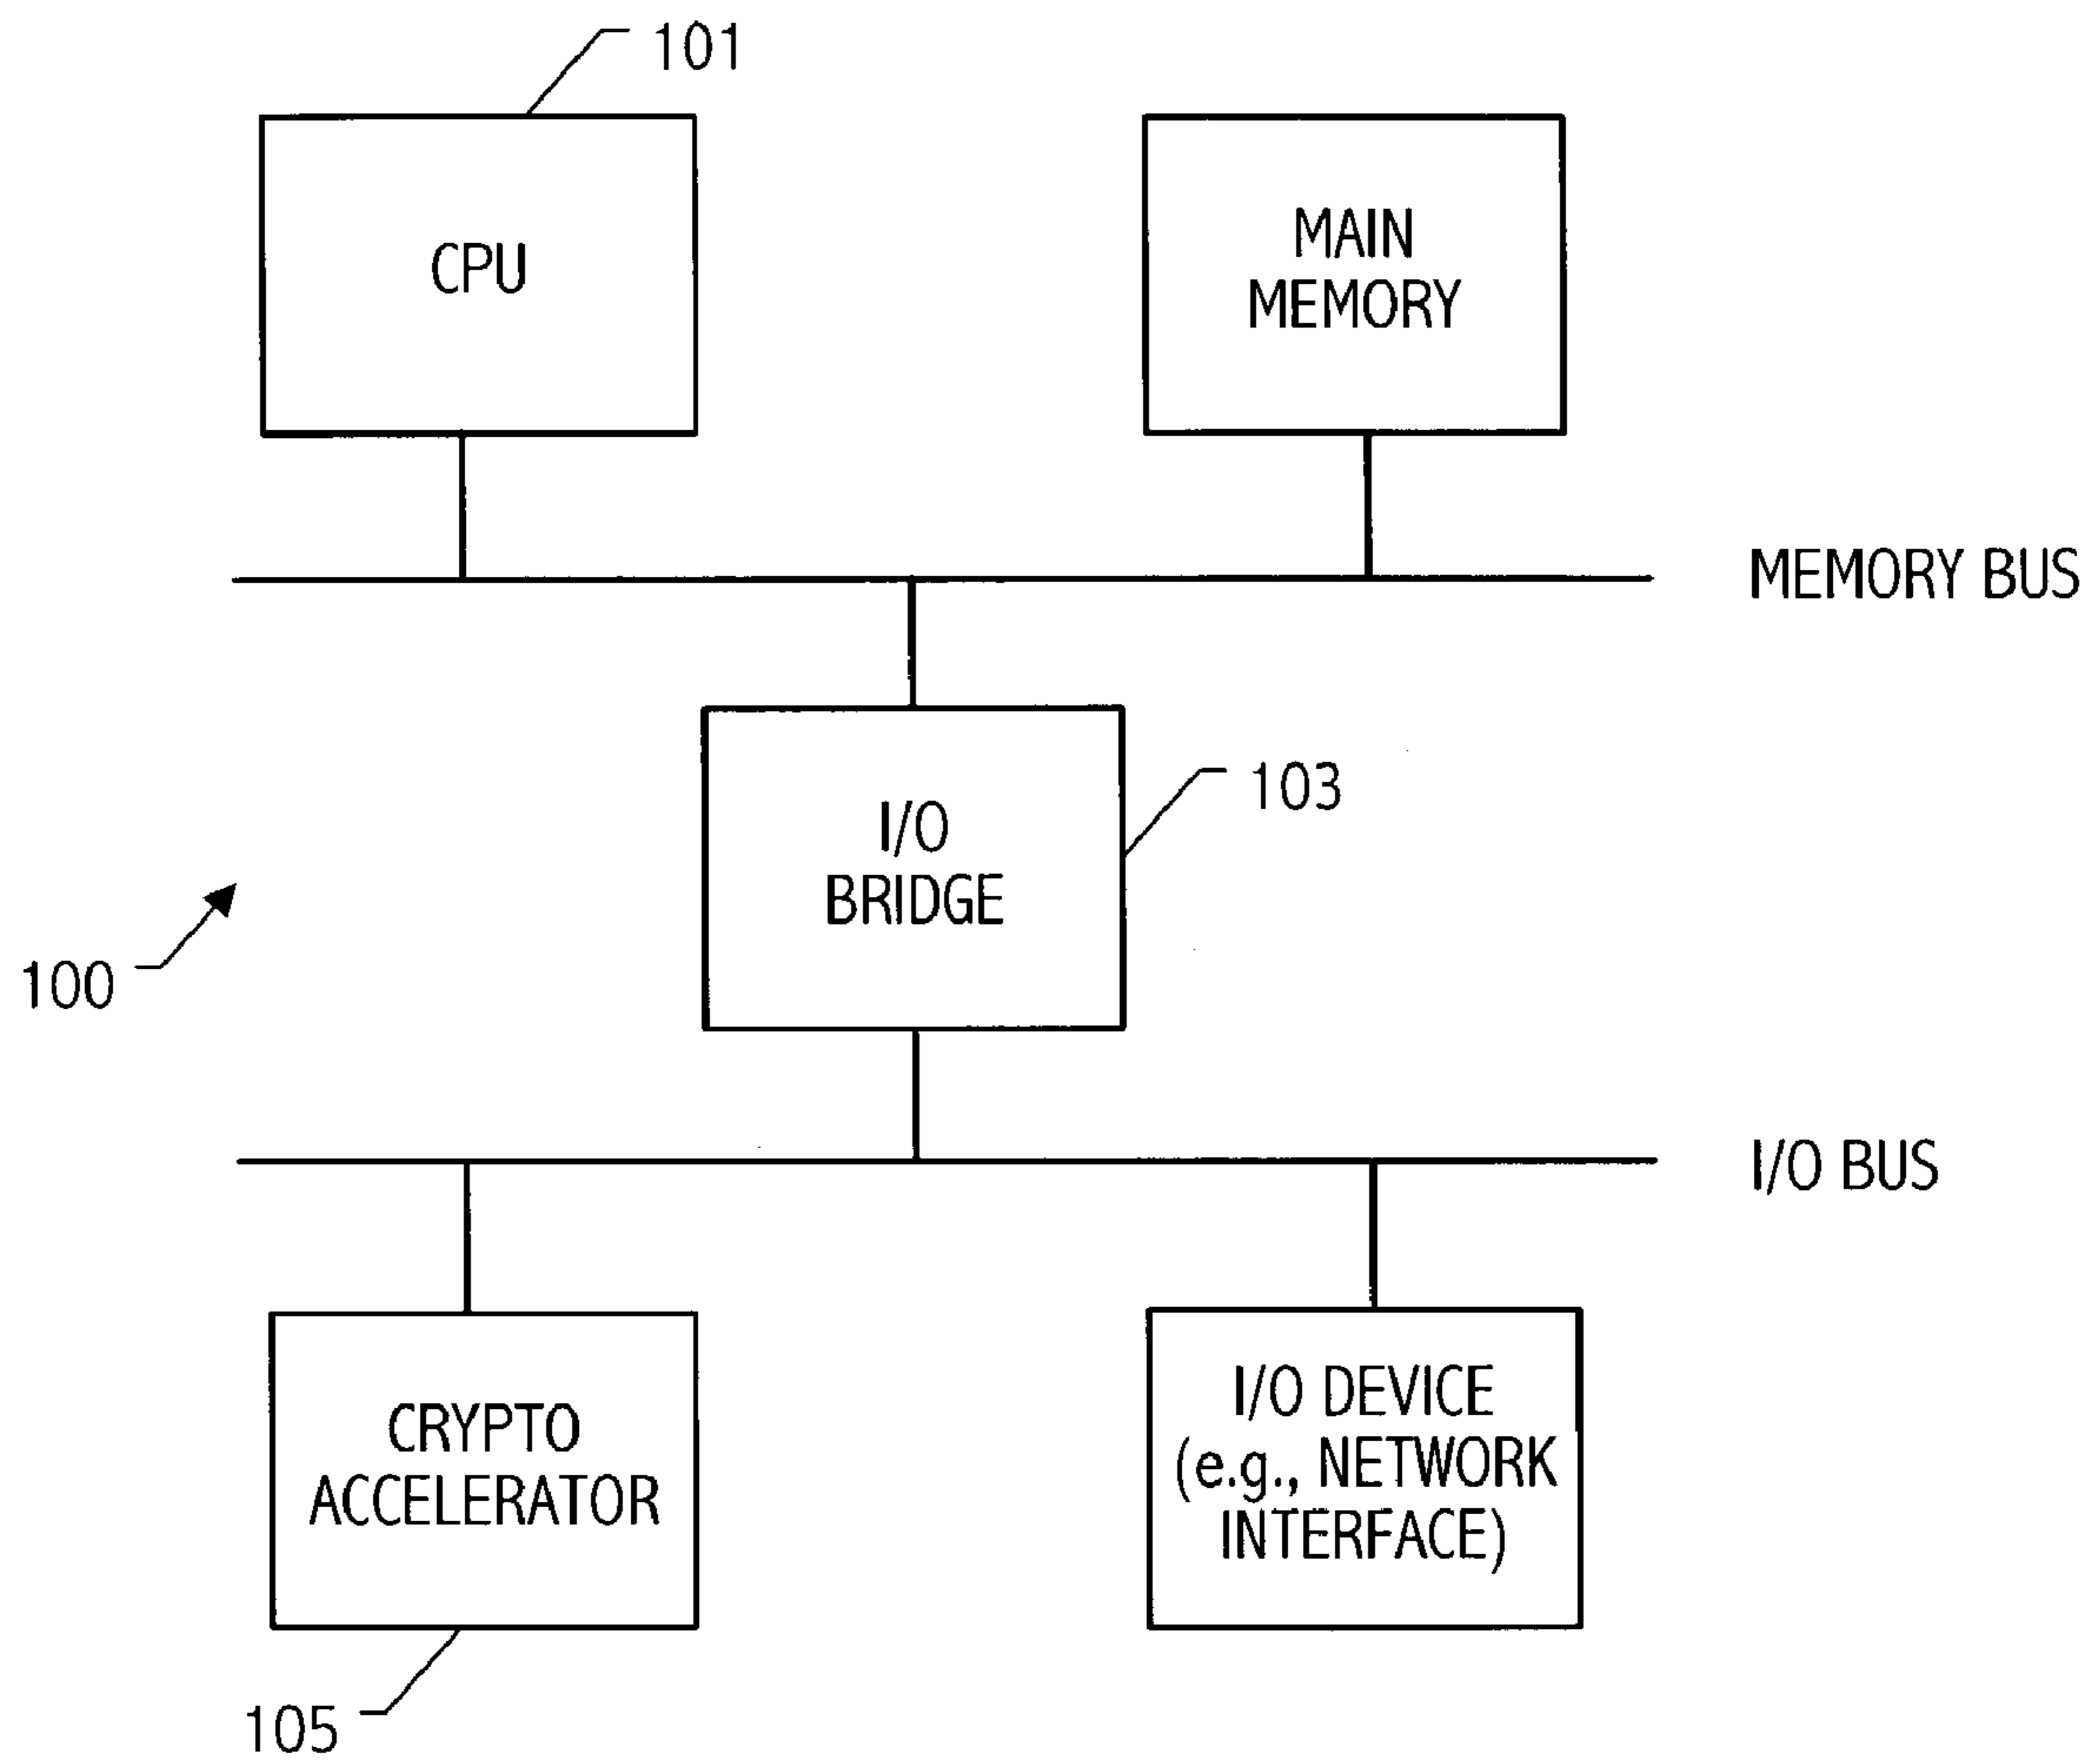 101
CPU
MAIN
MEMORY
MEMORY BUS
I/O
BRIDGE
103
100
I/O BUS
CRYPTO
ACCELERATOR
I/O DEVICE
(e.g., NETWORK
INTERFACE)
105